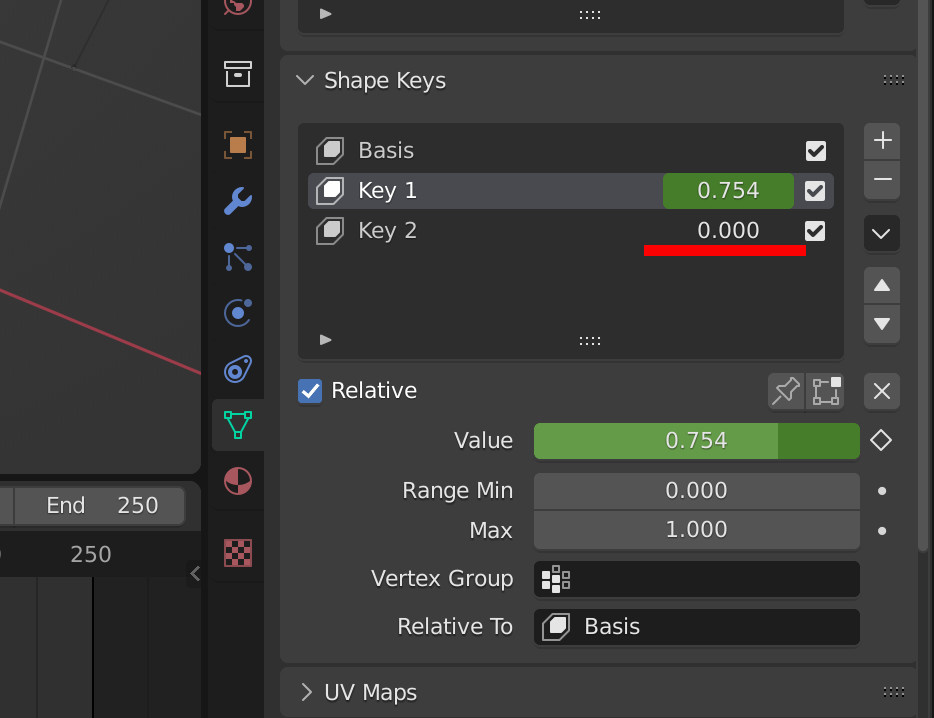 Shape Keys
Basis
Key 1 0.754
Key 2 0.000
Relative
Value 0.754
Range Min 0.000
Max 1.000
Vertex Group
Relative To Basis
UV Maps
End 250
250